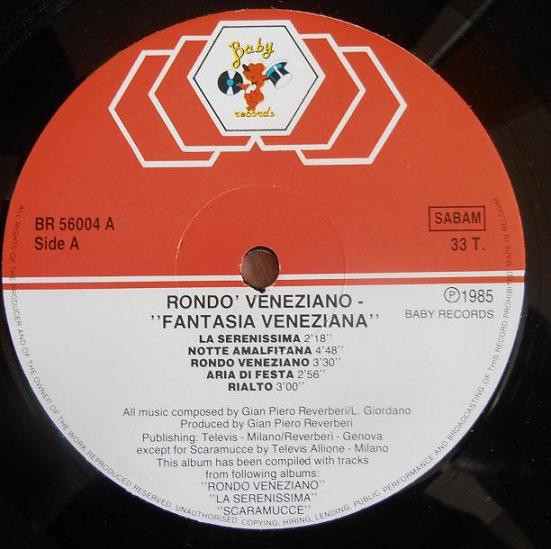 Baby
records
BR 56004 A
Side A
SABAM
33 T.
RONDO' VENEZIANO -
''FANTASIA VENEZIANA''
Ⓟ1985
BABY RECORDS
LA SERENISSIMA 2'18''
NOTTE AMALFITANA 4'48''
RONDO VENEZIANO 3'30''
ARIA DI FESTA 2'56''
RIALTO 3'00''
All music composed by Gian Piero Reverberi/L. Giordano
Produced by Gian Piero Reverberi
Publishing: Televis - Milano/Reverberi - Genova
except for Scaramucce by Televis Allione - Milano
This album has been compiled with tracks
from following albums:
''RONDO VENEZIANO''
''LA SERENISSIMA''
''SCARAMUCCE''
ALL RIGHTS OF THE PRODUCER AND OF THE OWNER OF THE WORK REPRODUCED RESERVED. UNAUTHORISED COPYING, HIRING, LENDING, PUBLIC PERFORMANCE AND BROADCASTING OF THIS RECORD PROHIBITED. MADE IN BELGIUM